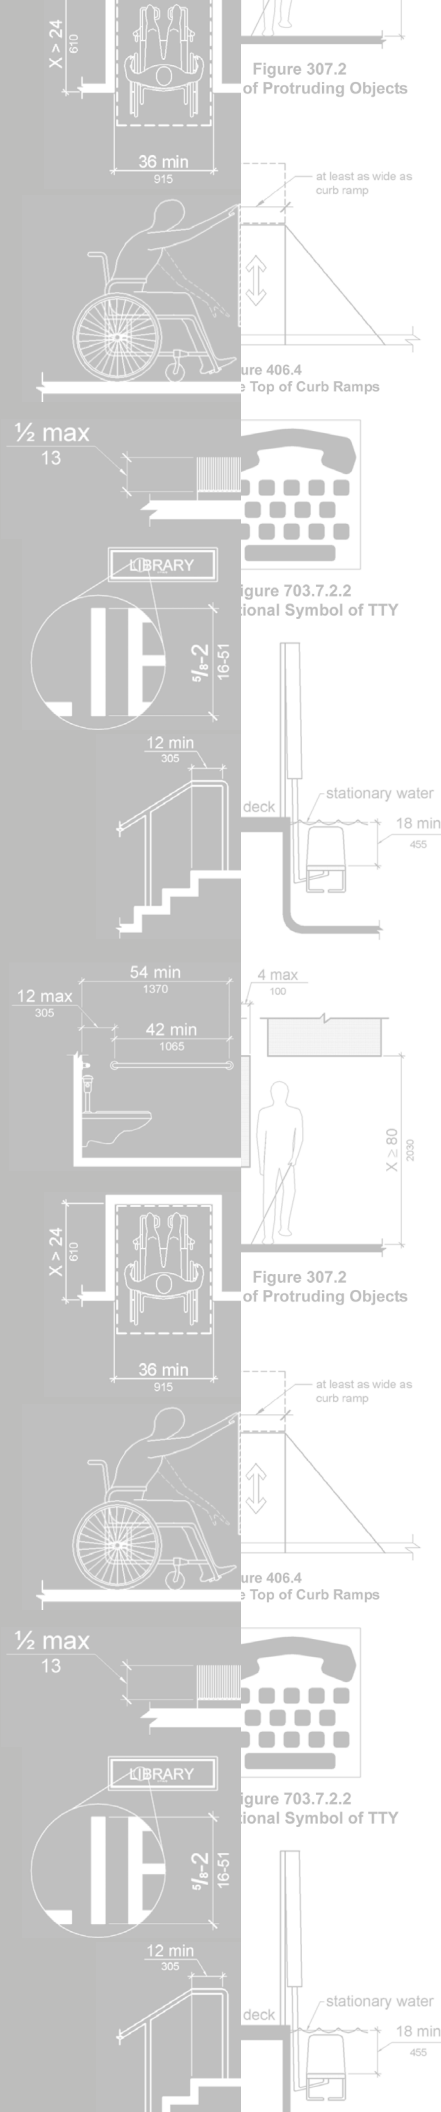 X > 24
610
36 min
915
Figure 307.2
of Protruding Objects
at least as wide as
curb ramp
ure 406.4
e Top of Curb Ramps
½ max
13
igure 703.7.2.2
ional Symbol of TTY
LIBRARY
5/8-2
16-51
12 min
305
deck
stationary water
18 min
455
54 min
1370
12 max
305
42 min
1065
4 max
100
X ≥ 80
2030
X > 24
610
36 min
915
Figure 307.2
of Protruding Objects
at least as wide as
curb ramp
ure 406.4
e Top of Curb Ramps
½ max
13
igure 703.7.2.2
ional Symbol of TTY
LIBRARY
5/8-2
16-51
12 min
305
deck
stationary water
18 min
455